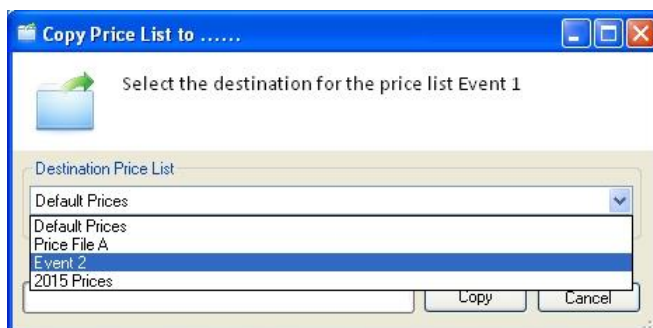 Copy Price List to ......
Select the destination for the price list Event 1
Destination Price List
Default Prices
Default Prices
Price File A
Event 2
2015 Prices
Copy Cancel